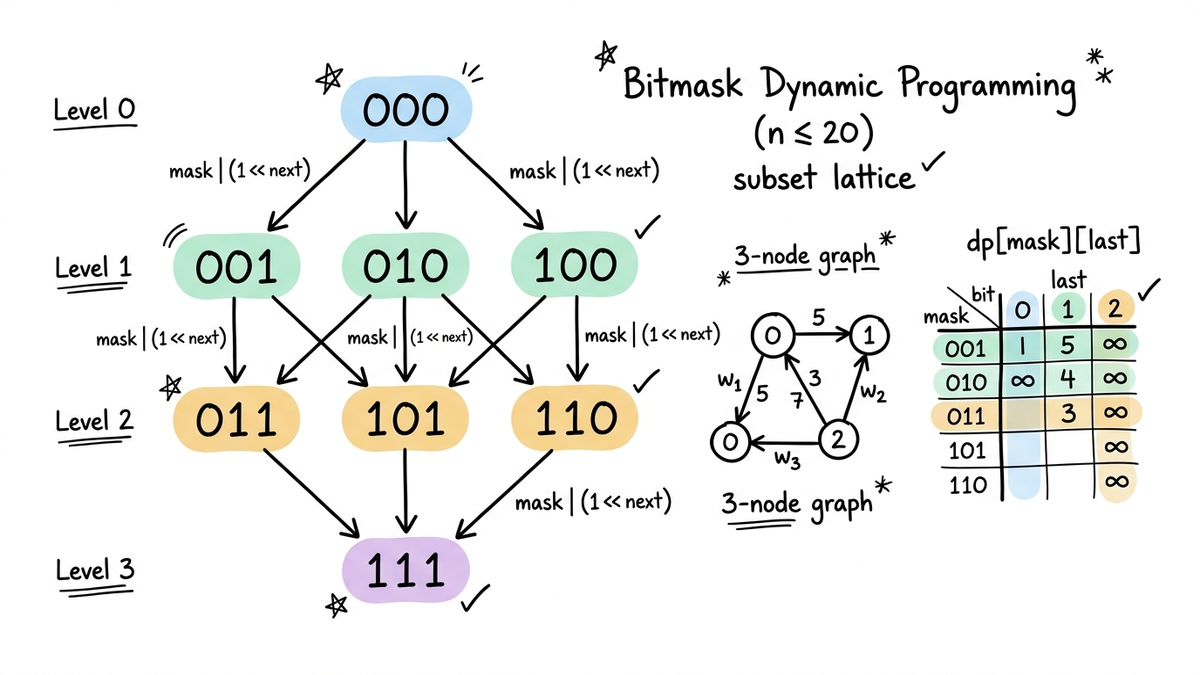 Bitmask Dynamic Programming
(n ≤ 20)
subset lattice
Level 0
000
mask | (1 << next)
mask | (1 << next)
Level 1
001
010
100
mask | (1 << next)
mask | (1 << next)
mask | (1 << next)
Level 2
011
101
110
mask | (1 << next)
Level 3
111
3-node graph
0
5
1
w1
5
3
7
w2
0
w3
2
3-node graph
dp[mask][last]
last
bit
mask
0 1 2
001 1 5 ∞
010 ∞ 4 ∞
011 3 ∞
101 ∞
110 ∞